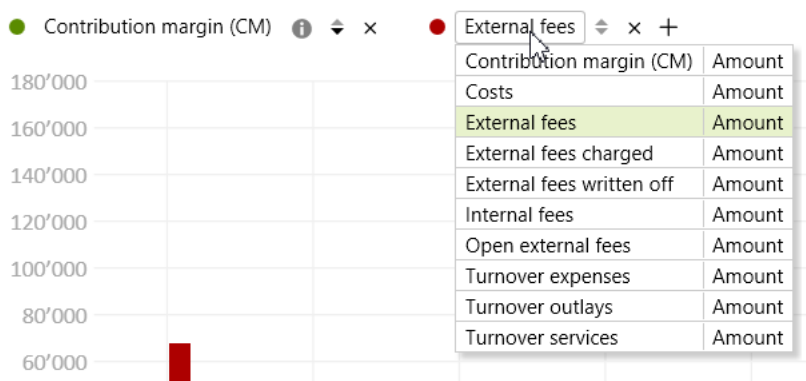 Contribution margin (CM) External fees
Contribution margin (CM) Amount
Costs Amount
External fees Amount
External fees charged Amount
External fees written off Amount
Internal fees Amount
Open external fees Amount
Turnover expenses Amount
Turnover outlays Amount
Turnover services Amount
180’000
160’000
140’000
120’000
100’000
80’000
60’000